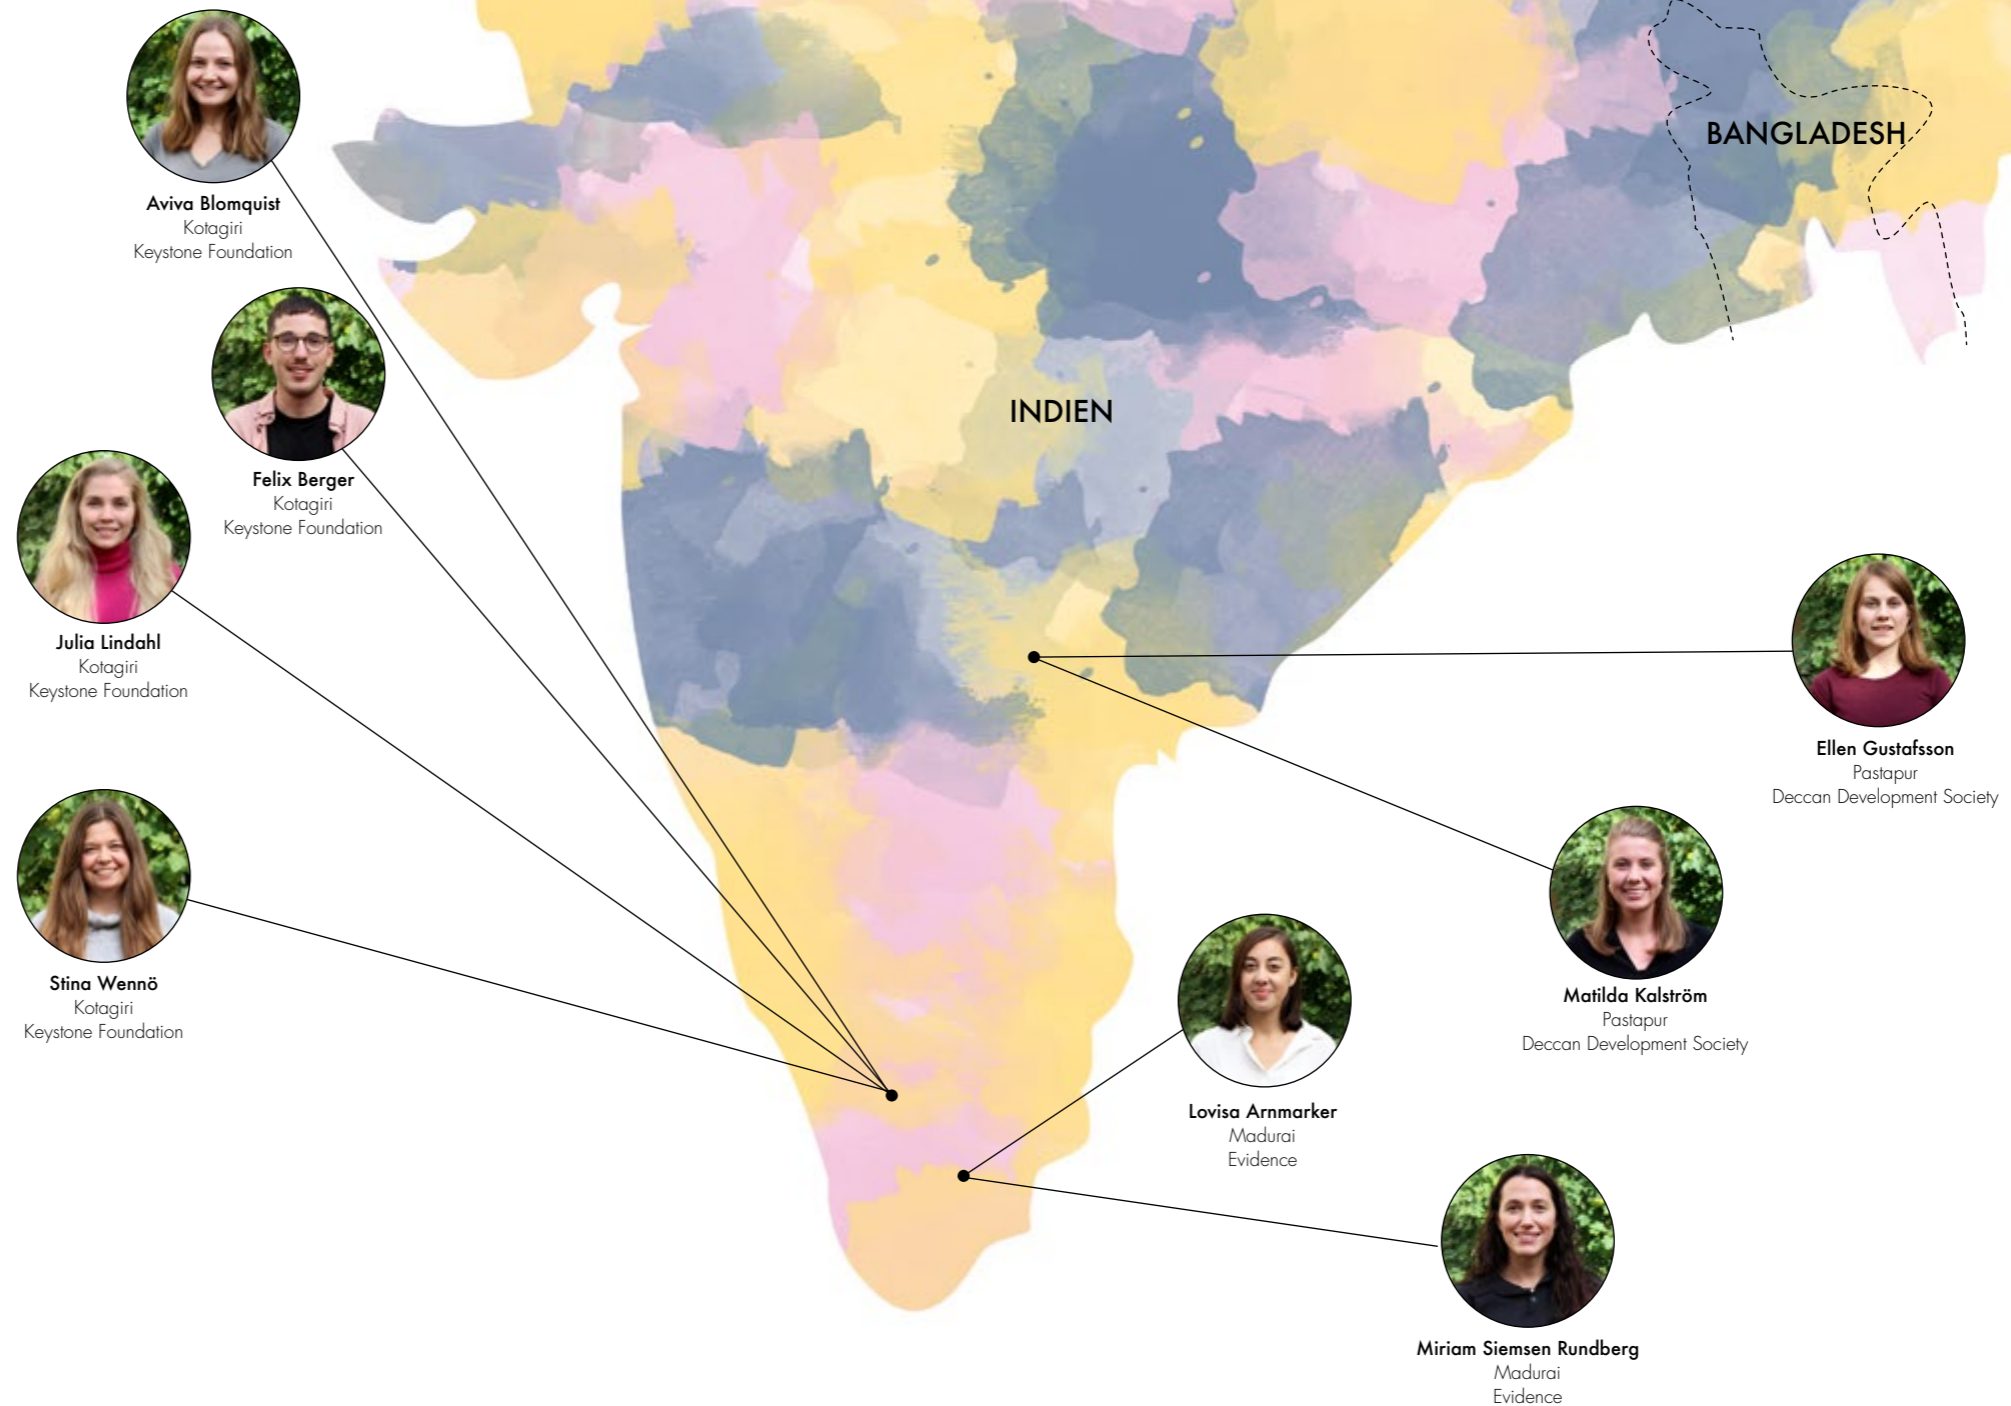 BANGLADESH
INDIEN
Aviva Blomquist
Kotagiri
Keystone Foundation
Felix Berger
Kotagiri
Keystone Foundation
Julia Lindahl
Kotagiri
Keystone Foundation
Stina Wennö
Kotagiri
Keystone Foundation
Ellen Gustafsson
Pastapur
Deccan Development Society
Matilda Kalström
Pastapur
Deccan Development Society
Lovisa Arnmarker
Madurai
Evidence
Miriam Siemsen Rundberg
Madurai
Evidence